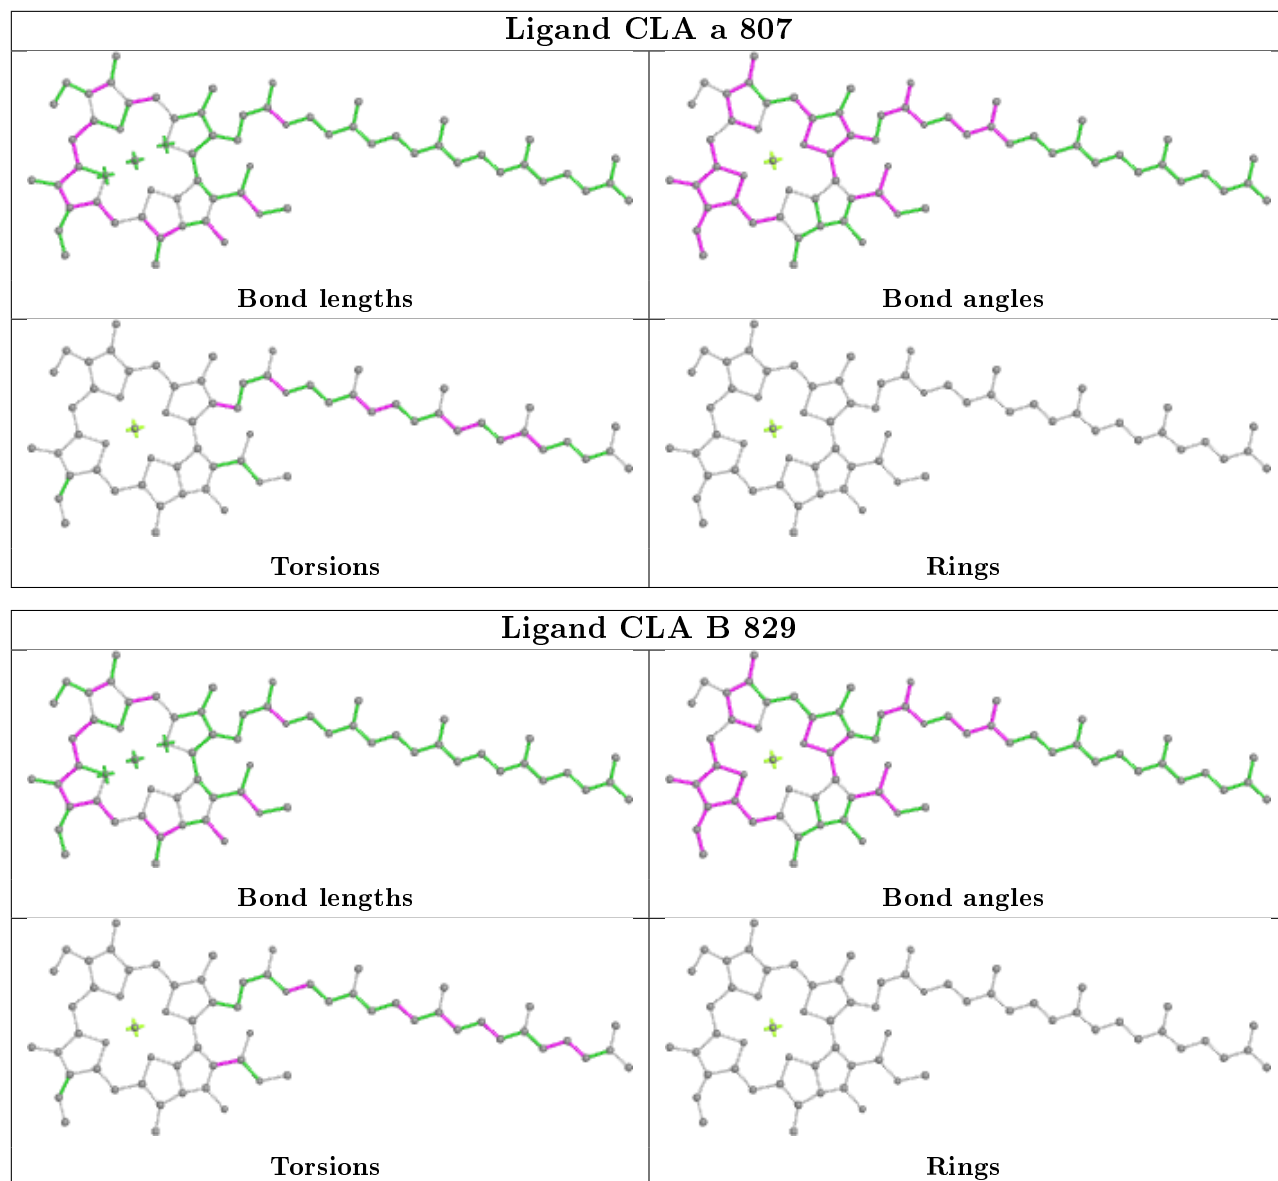 Ligand CLA a 807
Bond lengths
Bond angles
Torsions
Rings
Ligand CLA B 829
Bond lengths
Bond angles
Torsions
Rings